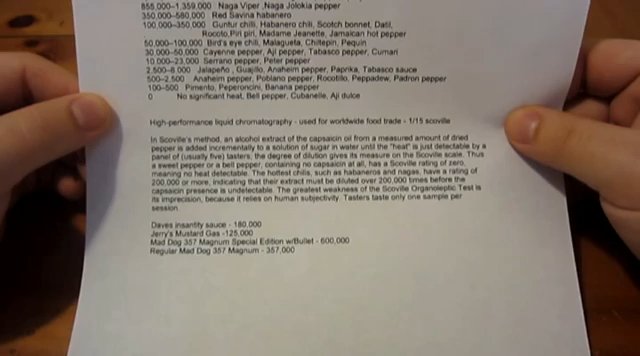 855,000–1,359,000 Naga Viper ,Naga Jolokia pepper
350,000–580,000 Red Savina habanero
100,000–350,000 Guntur chilli, Habanero chili, Scotch bonnet, Datil,
Rocoto,Piri piri, Madame Jeanette, Jamaican hot pepper
50,000–100,000 Bird's eye chili, Malagueta, Chiltepin, Pequin
30,000–50,000 Cayenne pepper, Ají pepper, Tabasco pepper, Cumari
10,000–23,000 Serrano pepper, Peter pepper
2,500–8,000 Jalapeño , Guajillo, Anaheim pepper, Paprika, Tabasco sauce
500–2,500 Anaheim pepper, Poblano pepper, Rocotillo, Peppadew, Padron pepper
100–500 Pimento, Peperoncini, Banana pepper
0 No significant heat, Bell pepper, Cubanelle, Aji dulce
High-performance liquid chromatography - used for worldwide food trade - 1/15 scoville
In Scoville's method, an alcohol extract of the capsaicin oil from a measured amount of dried
pepper is added incrementally to a solution of sugar in water until the "heat" is just detectable by a
panel of (usually five) tasters, the degree of dilution gives its measure on the Scoville scale. Thus
a sweet pepper or a bell pepper, containing no capsaicin at all, has a Scoville rating of zero,
meaning no heat detectable. The hottest chilis, such as habaneros and nagas, have a rating of
200,000 or more, indicating that their extract must be diluted over 200,000 times before the
capsaicin presence is undetectable. The greatest weakness of the Scoville Organoleptic Test is
its imprecision, because it relies on human subjectivity. Tasters taste only one sample per
session.
Daves insantity sauce - 180,000
Jerry's Mustard Gas -125,000
Mad Dog 357 Magnum Special Edition w/Bullet - 600,000
Regular Mad Dog 357 Magnum - 357,000